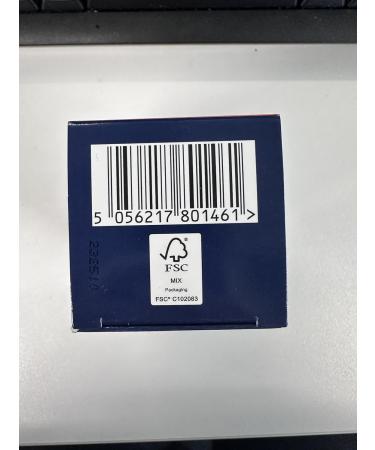 5 056217 801461 >
FSC
MIX
Packaging
FSC® C102083